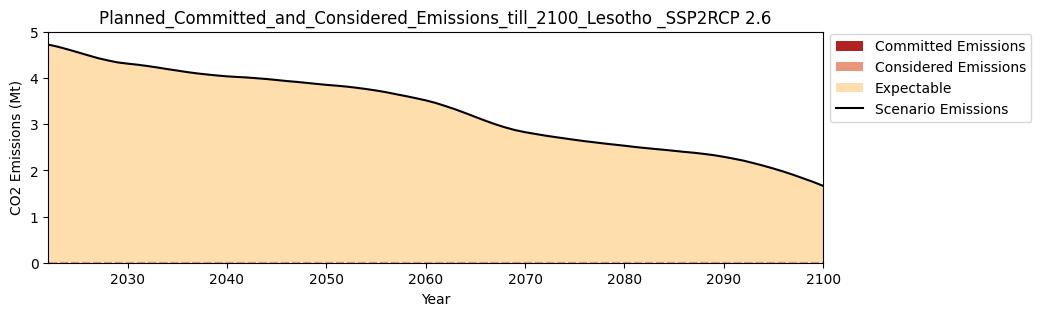 Planned_Committed_and_Considered_Emissions_till_2100_Lesotho _SSP2RCP 2.6
5
4
3
2
1
0
CO2 Emissions (Mt)
2030 2040 2050 2060 2070 2080 2090 2100
Year
Committed Emissions
Considered Emissions
Expectable
Scenario Emissions